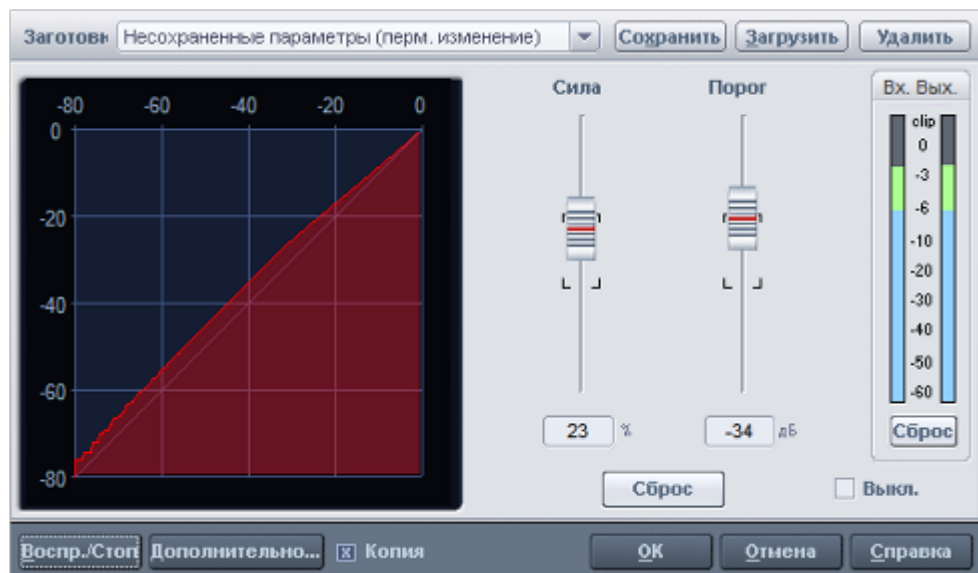 Заготовк Несохраненные параметры (перм. изменение) Сохранить Загрузить Удалить
Сила Порог Вх. Вых.
-80 -60 -40 -20 0
0
-20
-40
-60
-80
clip
0
-3
-6
-10
-20
-30
-40
-50
-60
23 % -34 дБ Сброс
Сброс Выкл.
Воспр./Стоп Дополнительно... x Копия OK Отмена Справка